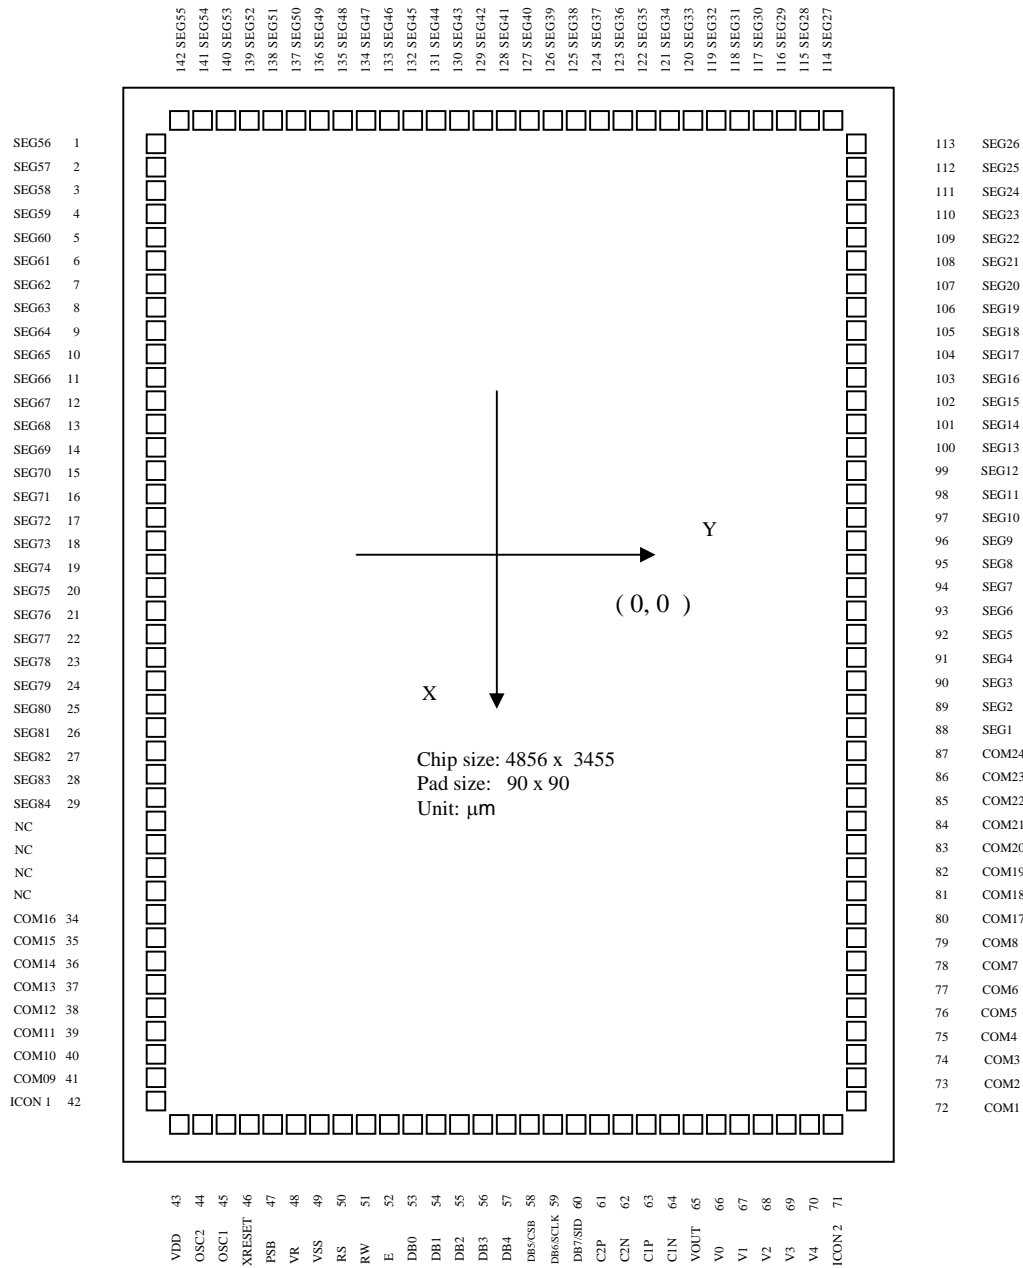 142 SEG55
141 SEG54
140 SEG53
139 SEG52
138 SEG51
137 SEG50
136 SEG49
135 SEG48
134 SEG47
133 SEG46
132 SEG45
131 SEG44
130 SEG43
129 SEG42
128 SEG41
127 SEG40
126 SEG39
125 SEG38
124 SEG37
123 SEG36
122 SEG35
121 SEG34
120 SEG33
119 SEG32
118 SEG31
117 SEG30
116 SEG29
115 SEG28
114 SEG27
SEG56 1
SEG57 2
SEG58 3
SEG59 4
SEG60 5
SEG61 6
SEG62 7
SEG63 8
SEG64 9
SEG65 10
SEG66 11
SEG67 12
SEG68 13
SEG69 14
SEG70 15
SEG71 16
SEG72 17
SEG73 18
SEG74 19
SEG75 20
SEG76 21
SEG77 22
SEG78 23
SEG79 24
SEG80 25
SEG81 26
SEG82 27
SEG83 28
SEG84 29
NC
NC
NC
NC
COM16 34
COM15 35
COM14 36
COM13 37
COM12 38
COM11 39
COM10 40
COM09 41
ICON 1 42
Y
( 0, 0 )
X
Chip size: 4856 x 3455
Pad size: 90 x 90
Unit: μm
113 SEG26
112 SEG25
111 SEG24
110 SEG23
109 SEG22
108 SEG21
107 SEG20
106 SEG19
105 SEG18
104 SEG17
103 SEG16
102 SEG15
101 SEG14
100 SEG13
99 SEG12
98 SEG11
97 SEG10
96 SEG9
95 SEG8
94 SEG7
93 SEG6
92 SEG5
91 SEG4
90 SEG3
89 SEG2
88 SEG1
87 COM24
86 COM23
85 COM22
84 COM21
83 COM20
82 COM19
81 COM18
80 COM17
79 COM8
78 COM7
77 COM6
76 COM5
75 COM4
74 COM3
73 COM2
72 COM1
VDD 43
OSC2 44
OSC1 45
XRESET 46
PSB 47
VR 48
VSS 49
RS 50
RW 51
E 52
DB0 53
DB1 54
DB2 55
DB3 56
DB4 57
DB5/CSB 58
DB6/SCLK 59
DB7/SID 60
C2P 61
C2N 62
C1P 63
C1N 64
VOUT 65
V0 66
V1 67
V2 68
V3 69
V4 70
ICON 2 71